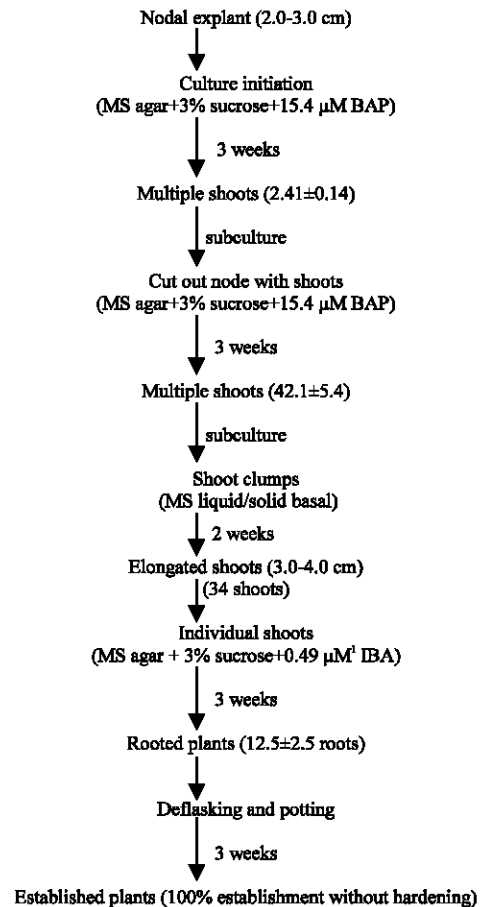 Nodal explant (2.0-3.0 cm)
Culture initiation
(MS agar+3% sucrose+15.4 μM BAP)
3 weeks
Multiple shoots (2.41±0.14)
subculture
Cut out node with shoots
(MS agar+3% sucrose+15.4 μM BAP)
3 weeks
Multiple shoots (42.1±5.4)
subculture
Shoot clumps
(MS liquid/solid basal)
2 weeks
Elongated shoots (3.0-4.0 cm)
(34 shoots)
Individual shoots
(MS agar + 3% sucrose+0.49 μM¹ IBA)
3 weeks
Rooted plants (12.5±2.5 roots)
Deflasking and potting
3 weeks
Established plants (100% establishment without hardening)